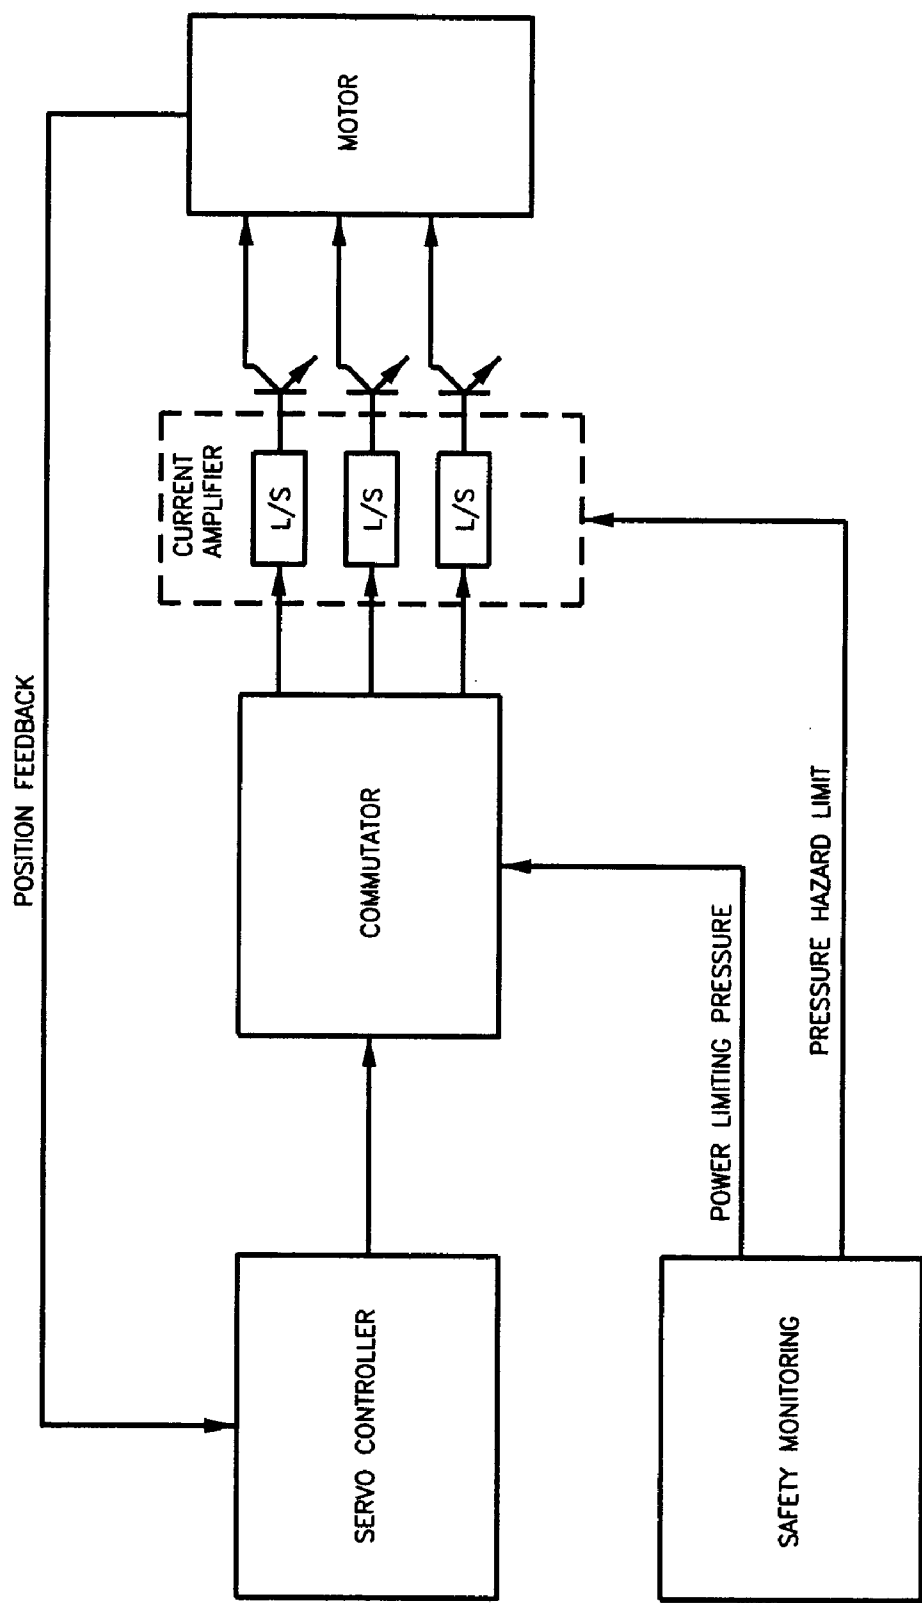 POSITION FEEDBACK
SERVO CONTROLLER
COMMUTATOR
CURRENT
AMPLIFIER
L/S
L/S
L/S
MOTOR
SAFETY MONITORING
POWER LIMITING PRESSURE
PRESSURE HAZARD LIMIT